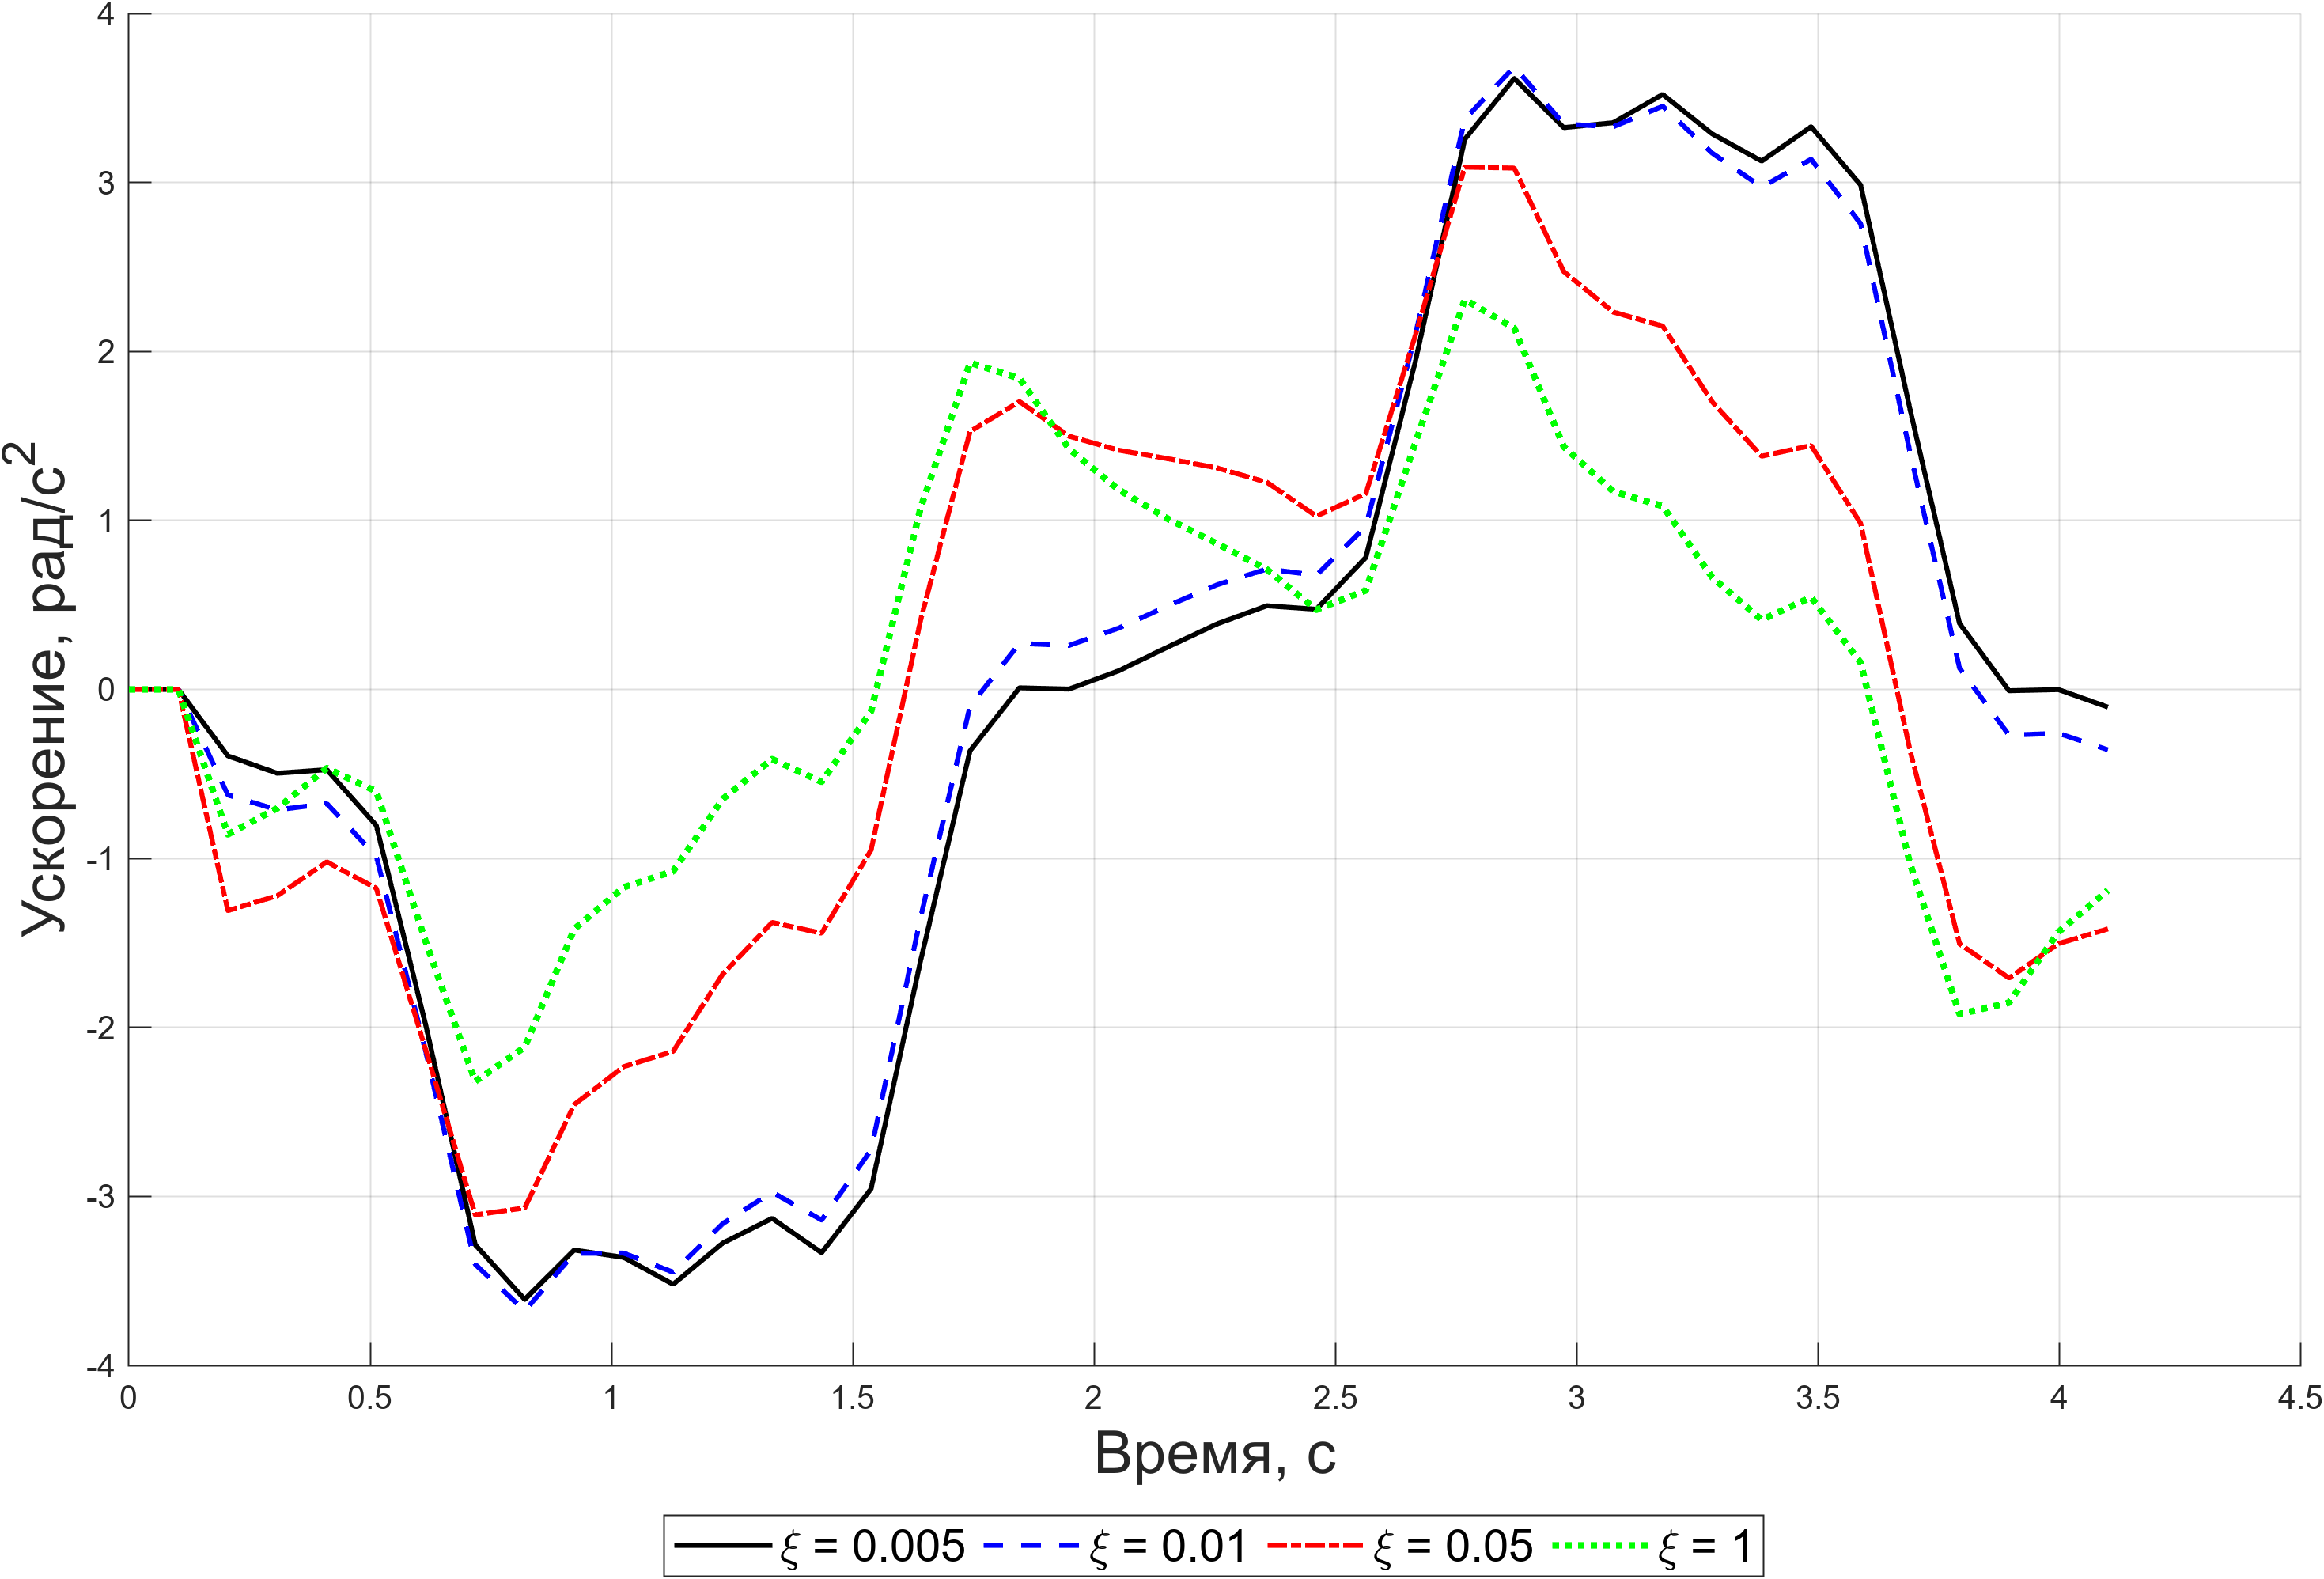 4
3
2
1
0
-1
-2
-3
-4
Ускорение, рад/с²
0 0.5 1 1.5 2 2.5 3 3.5 4 4.5
Время, с
ξ = 0.005 ξ = 0.01 ξ = 0.05 ξ = 1